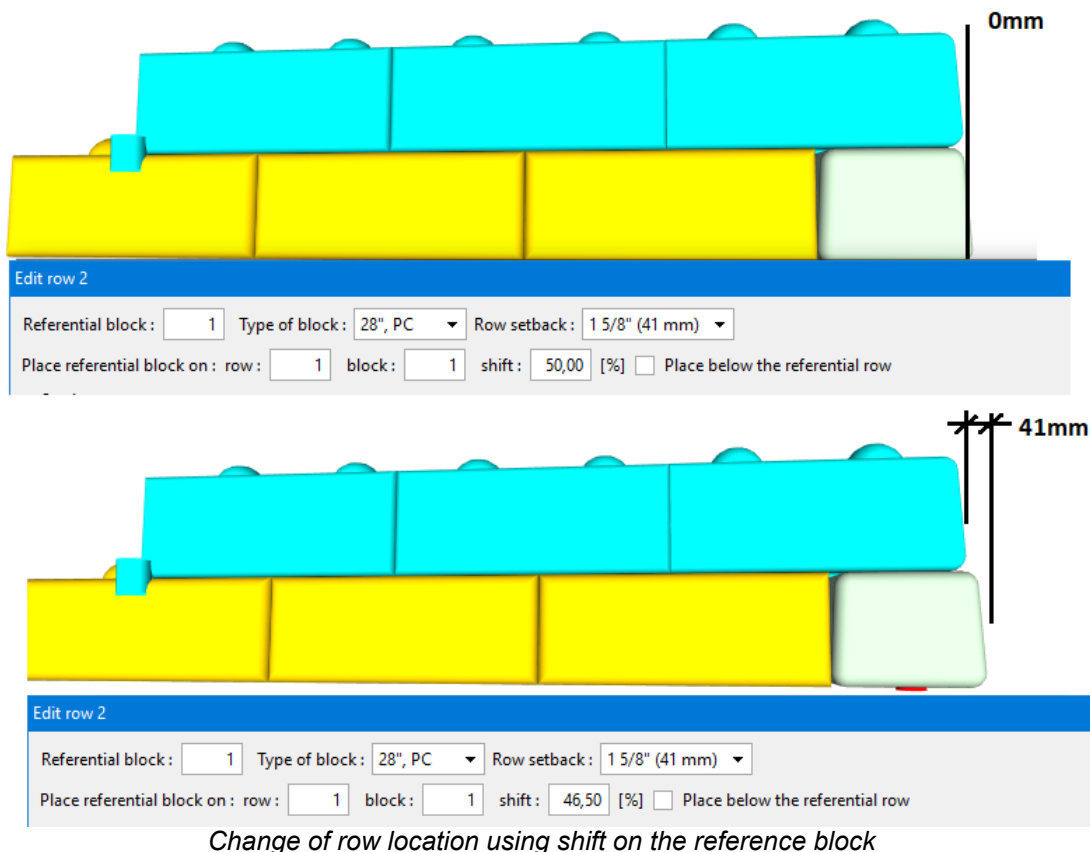 0mm
Edit row 2
Referential block : 1 Type of block : 28", PC Row setback : 1 5/8" (41 mm)
Place referential block on : row : 1 block : 1 shift : 50,00 [%] Place below the referential row
41mm
Edit row 2
Referential block : 1 Type of block : 28", PC Row setback : 1 5/8" (41 mm)
Place referential block on : row : 1 block : 1 shift : 46,50 [%] Place below the referential row
Change of row location using shift on the reference block